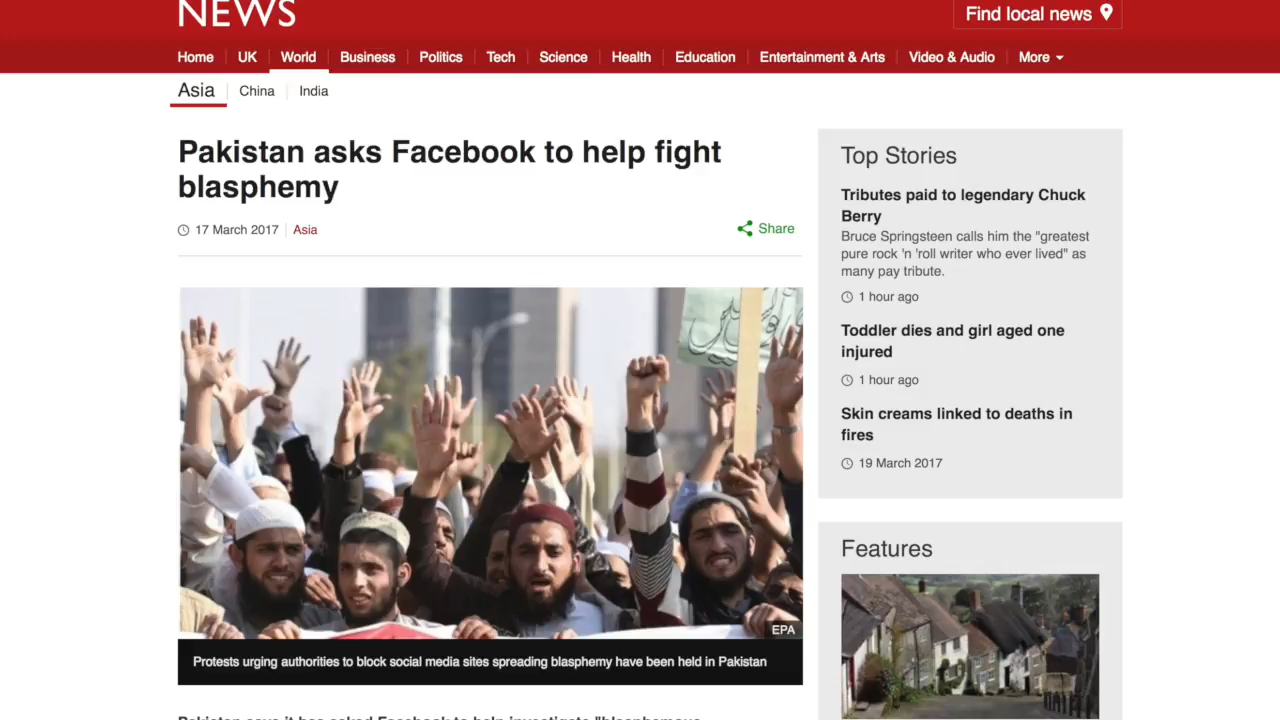 NEWS
Find local news
Home UK World Business Politics Tech Science Health Education Entertainment & Arts Video & Audio More
Asia China India
Pakistan asks Facebook to help fight
blasphemy
17 March 2017 Asia
Share
EPA
Protests urging authorities to block social media sites spreading blasphemy have been held in Pakistan
Top Stories
Tributes paid to legendary Chuck
Berry
Bruce Springsteen calls him the "greatest
pure rock 'n 'roll writer who ever lived" as
many pay tribute.
1 hour ago
Toddler dies and girl aged one
injured
1 hour ago
Skin creams linked to deaths in
fires
19 March 2017
Features